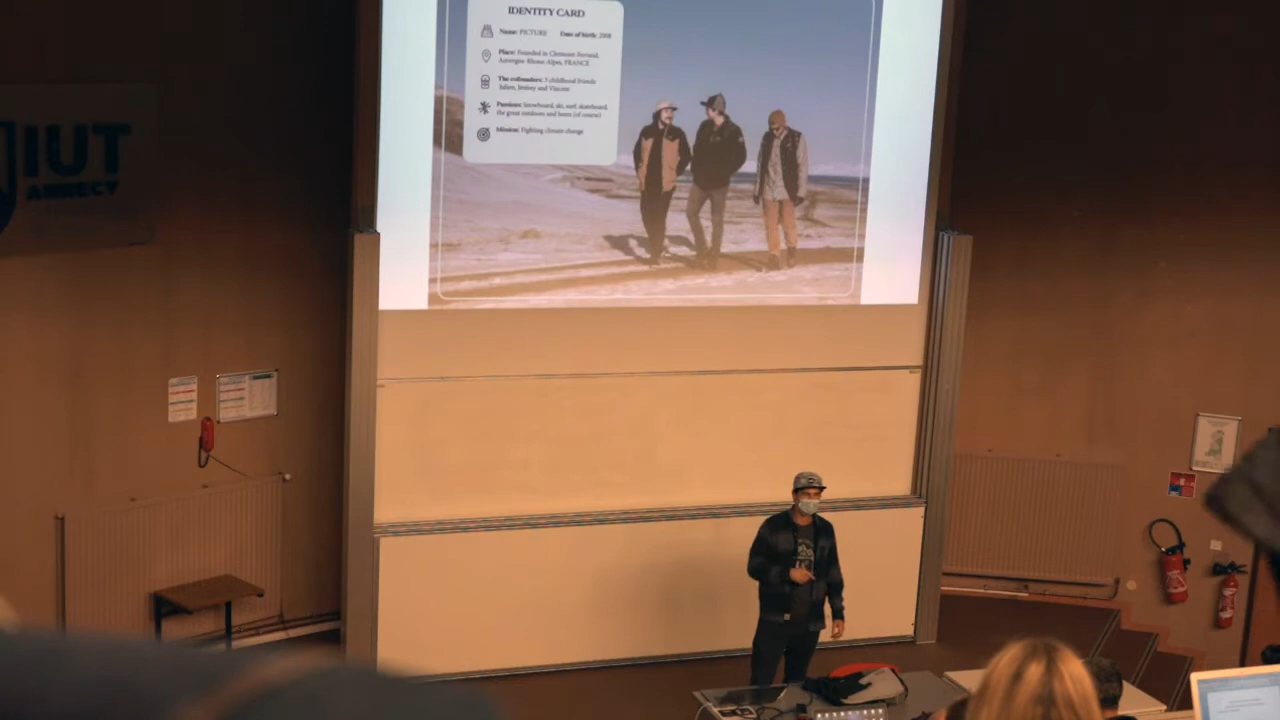 IDENTITY CARD
Name: PICTURE Date of birth: 2008
Place: Founded in Clermont-Ferrand,
Auvergne-Rhône-Alpes, FRANCE
The cofounders: 3 childhood friends
Julien, Jérémy and Vincent
Passions: Snowboard, ski, surf, skateboard,
the great outdoors and beers (of course)
Mission: Fighting climate change
IUT
ANNECY